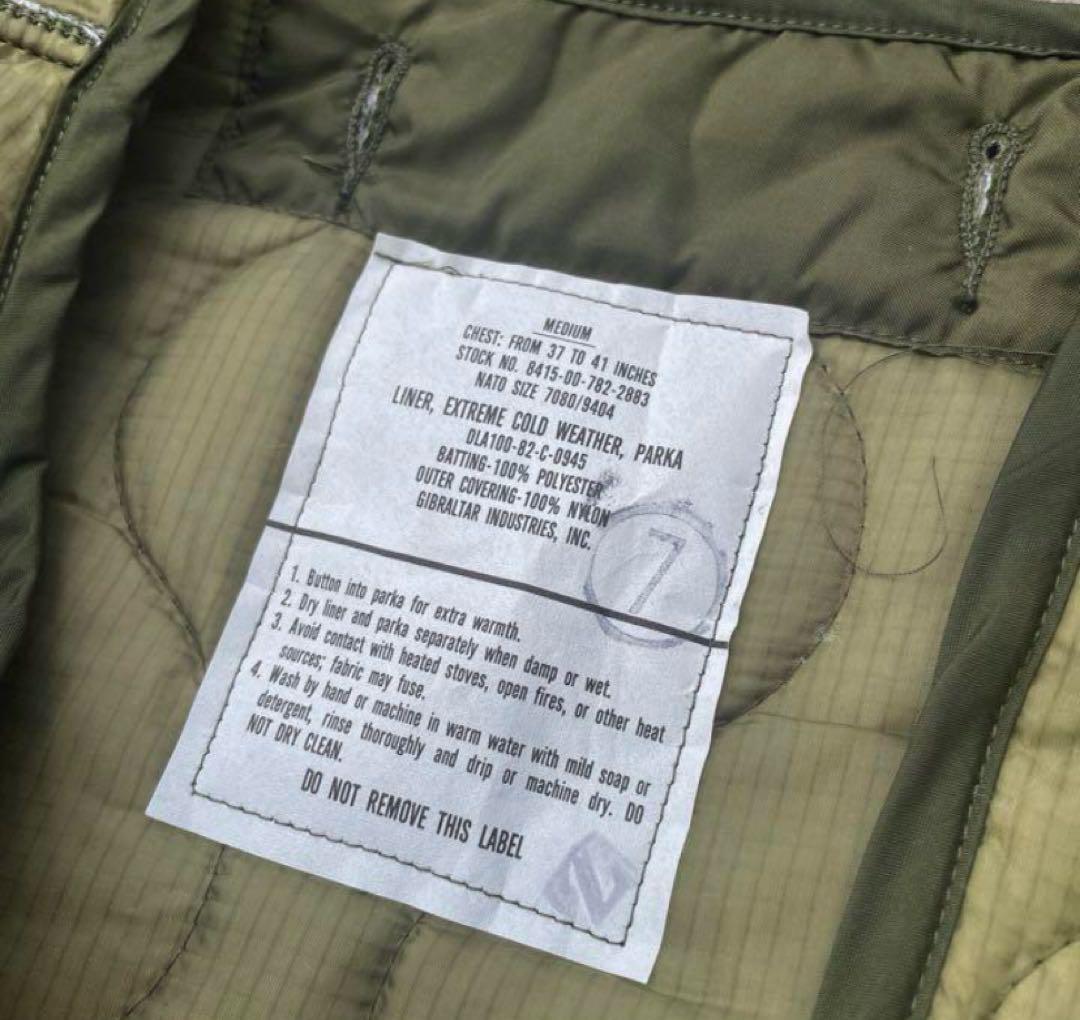 MEDIUM
CHEST: FROM 37 TO 41 INCHES
STOCK NO. 8415-00-782-2883
NATO SIZE 7080/9404
LINER, EXTREME COLD WEATHER, PARKA
DLA100-82-C-0945
BATTING-100% POLYESTER
OUTER COVERING-100% NYLON
GIBRALTAR INDUSTRIES, INC.
7
1. Button into parka for extra warmth.
2. Dry liner and parka separately when damp or wet.
3. Avoid contact with heated stoves, open fires, or other heat
sources; fabric may fuse.
4. Wash by hand or machine in warm water with mild soap or
detergent, rinse thoroughly and drip or machine dry. DO
NOT DRY CLEAN.
DO NOT REMOVE THIS LABEL